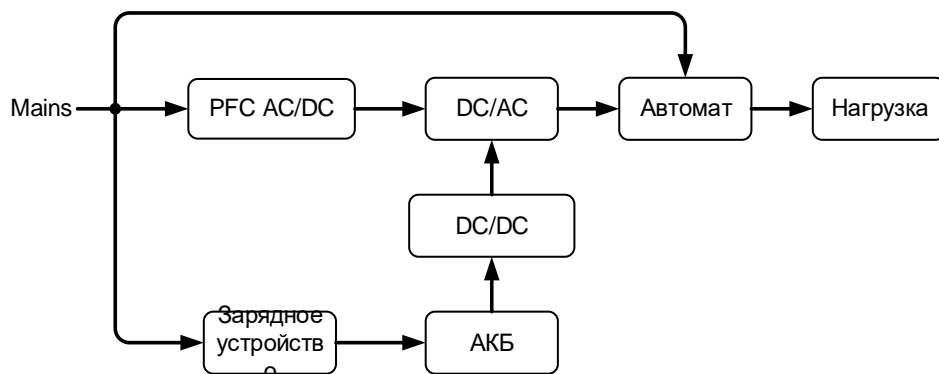 Mains
PFC AC/DC
DC/AC
Автомат
Нагрузка
DC/DC
Зарядное
устройств
о
АКБ